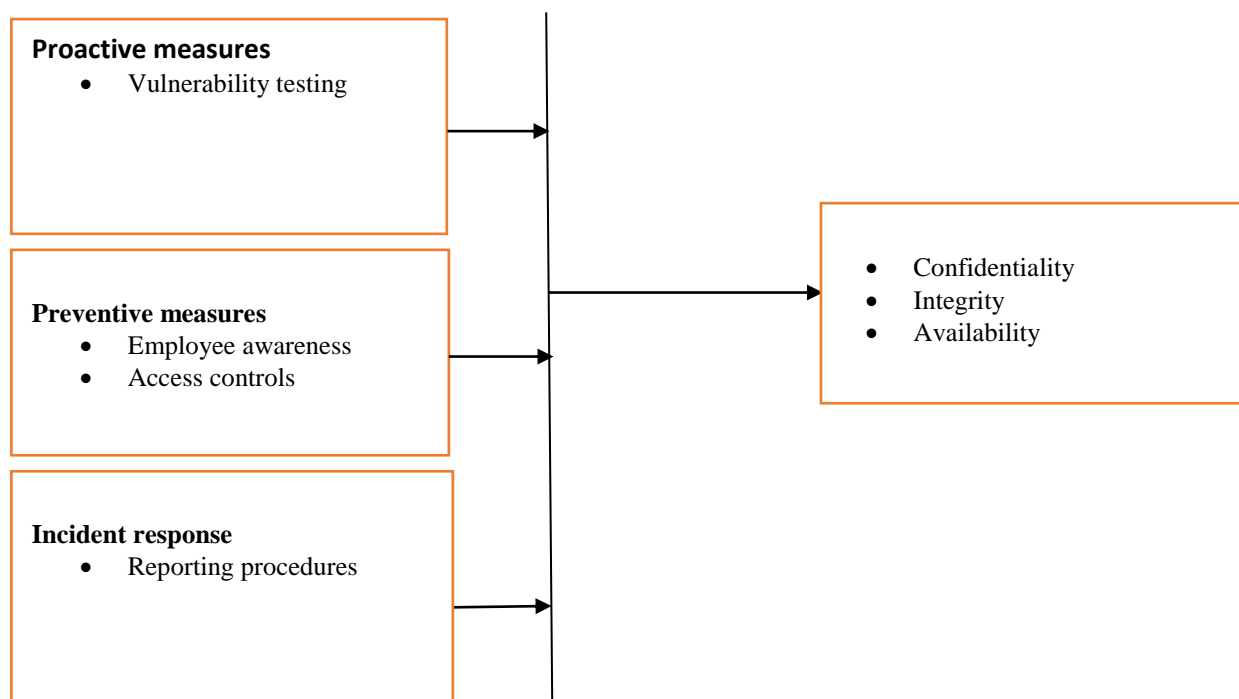 Proactive measures
• Vulnerability testing
Preventive measures
• Employee awareness
• Access controls
Incident response
• Reporting procedures
• Confidentiality
• Integrity
• Availability